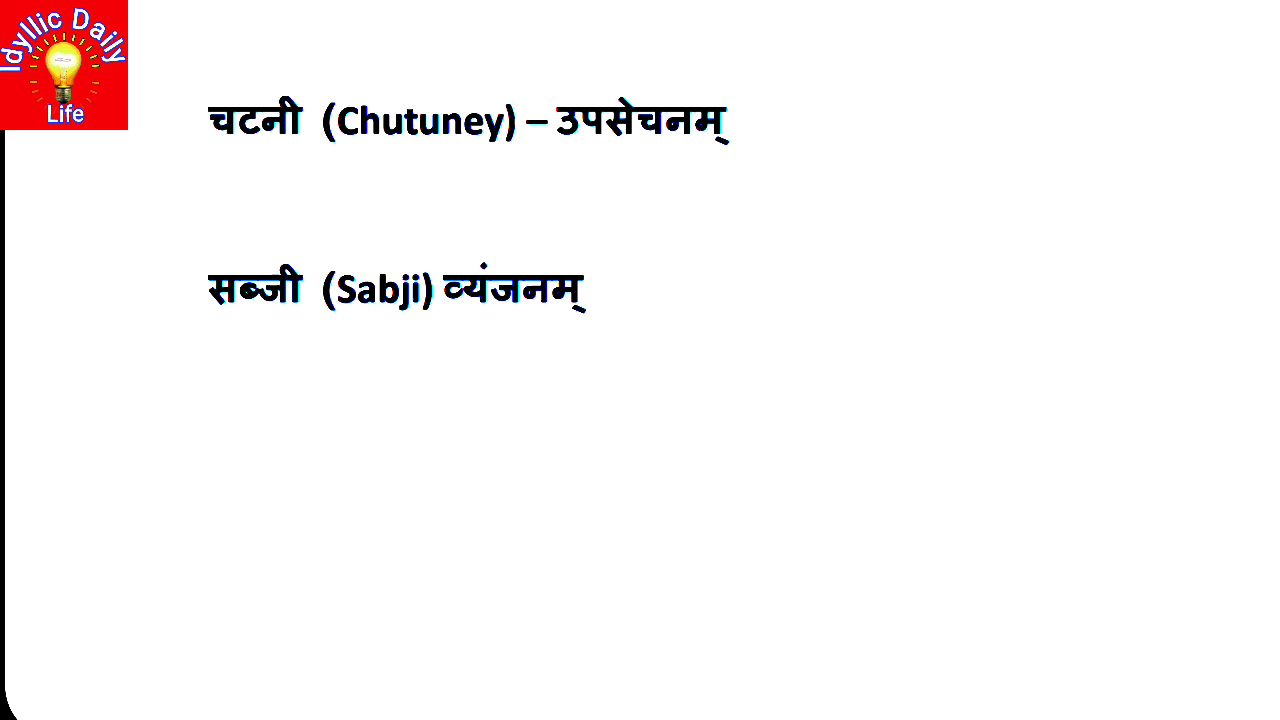 Idyllic Daily
Life
चटनी (Chutuney) – उपसेचनम्
सब्जी (Sabji) व्यंजनम्